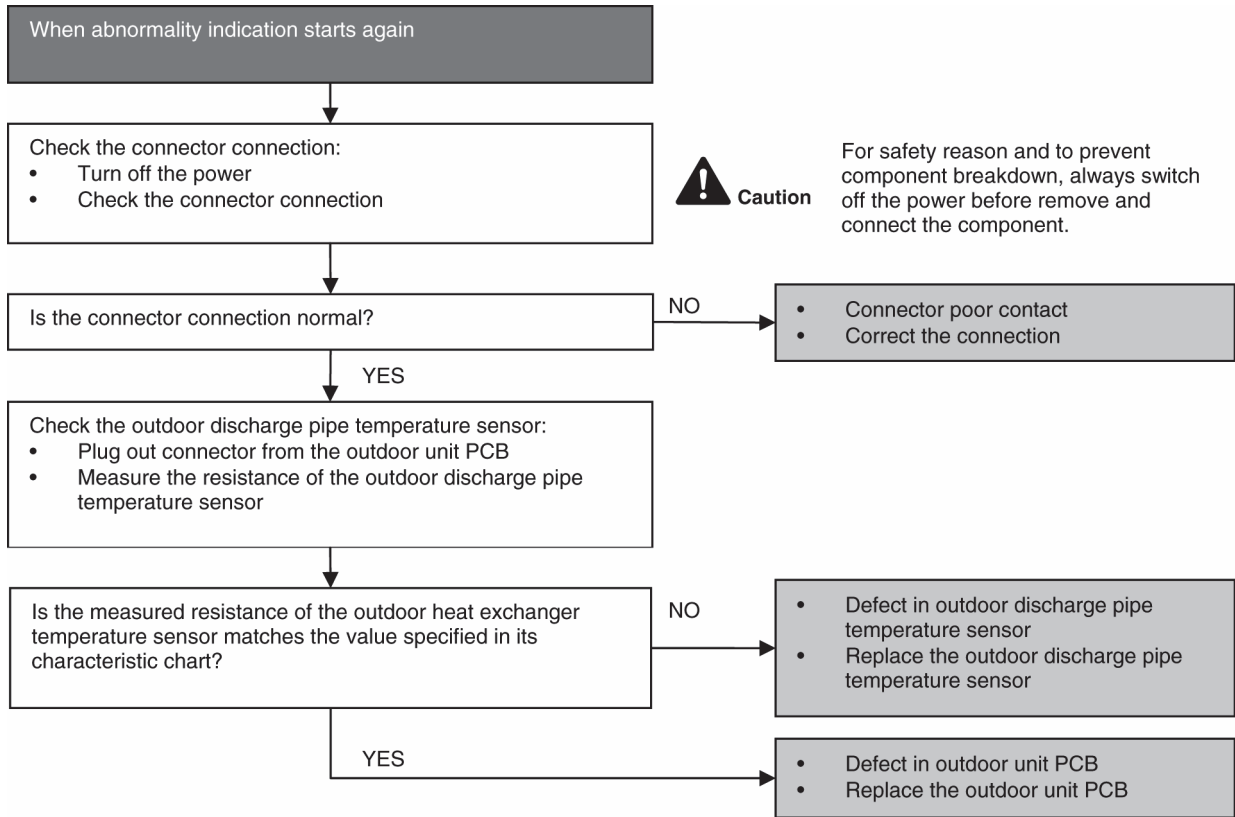 When abnormality indication starts again
Check the connector connection:
• Turn off the power
• Check the connector connection
Caution
For safety reason and to prevent
component breakdown, always switch
off the power before remove and
connect the component.
Is the connector connection normal?
NO
• Connector poor contact
• Correct the connection
YES
Check the outdoor discharge pipe temperature sensor:
• Plug out connector from the outdoor unit PCB
• Measure the resistance of the outdoor discharge pipe
temperature sensor
Is the measured resistance of the outdoor heat exchanger
temperature sensor matches the value specified in its
characteristic chart?
NO
• Defect in outdoor discharge pipe
temperature sensor
• Replace the outdoor discharge pipe
temperature sensor
YES
• Defect in outdoor unit PCB
• Replace the outdoor unit PCB